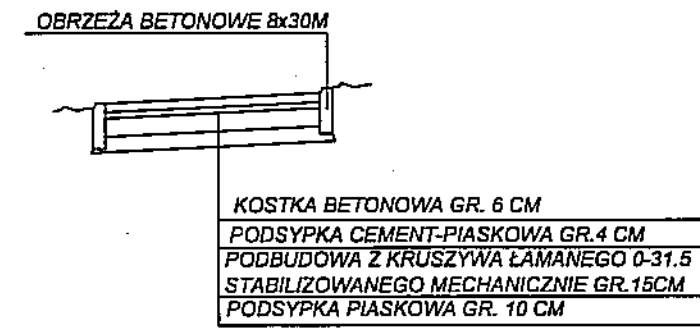 OBRZEŻA BETONOWE 8x30M
KOSTKA BETONOWA GR. 6 CM
PODSYPKA CEMENT-PIASKOWA GR.4 CM
PODBUDOWA Z KRUSZYWA ŁAMANEGO 0-31.5
STABILIZOWANEGO MECHANICZNIE GR.15CM
PODSYPKA PIASKOWA GR. 10 CM